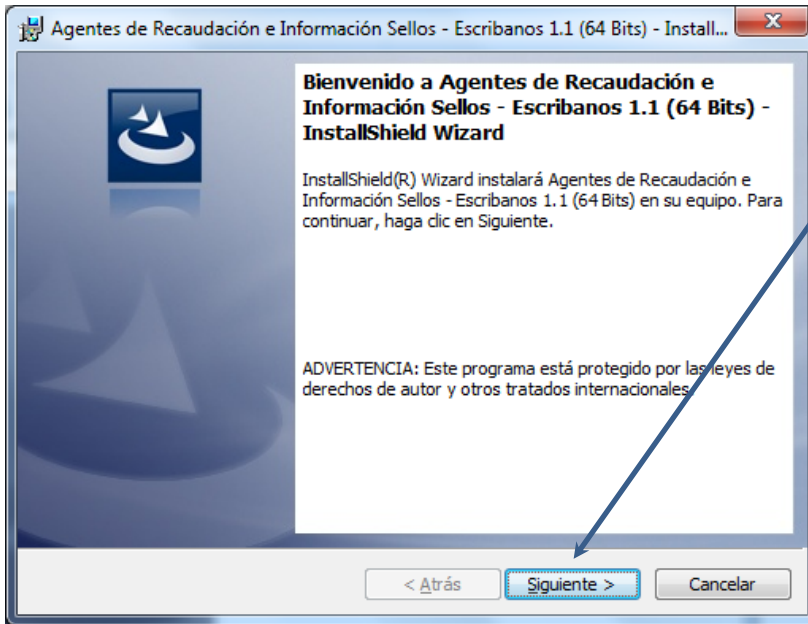 Agentes de Recaudación e Información Sellos - Escribanos 1.1 (64 Bits) - Install...
Bienvenido a Agentes de Recaudación e
Información Sellos - Escribanos 1.1 (64 Bits) -
InstallShield Wizard
InstallShield(R) Wizard instalará Agentes de Recaudación e
Información Sellos - Escribanos 1.1 (64 Bits) en su equipo. Para
continuar, haga clic en Siguiente.
ADVERTENCIA: Este programa está protegido por las leyes de
derechos de autor y otros tratados internacionales.
< Atrás
Siguiente >
Cancelar